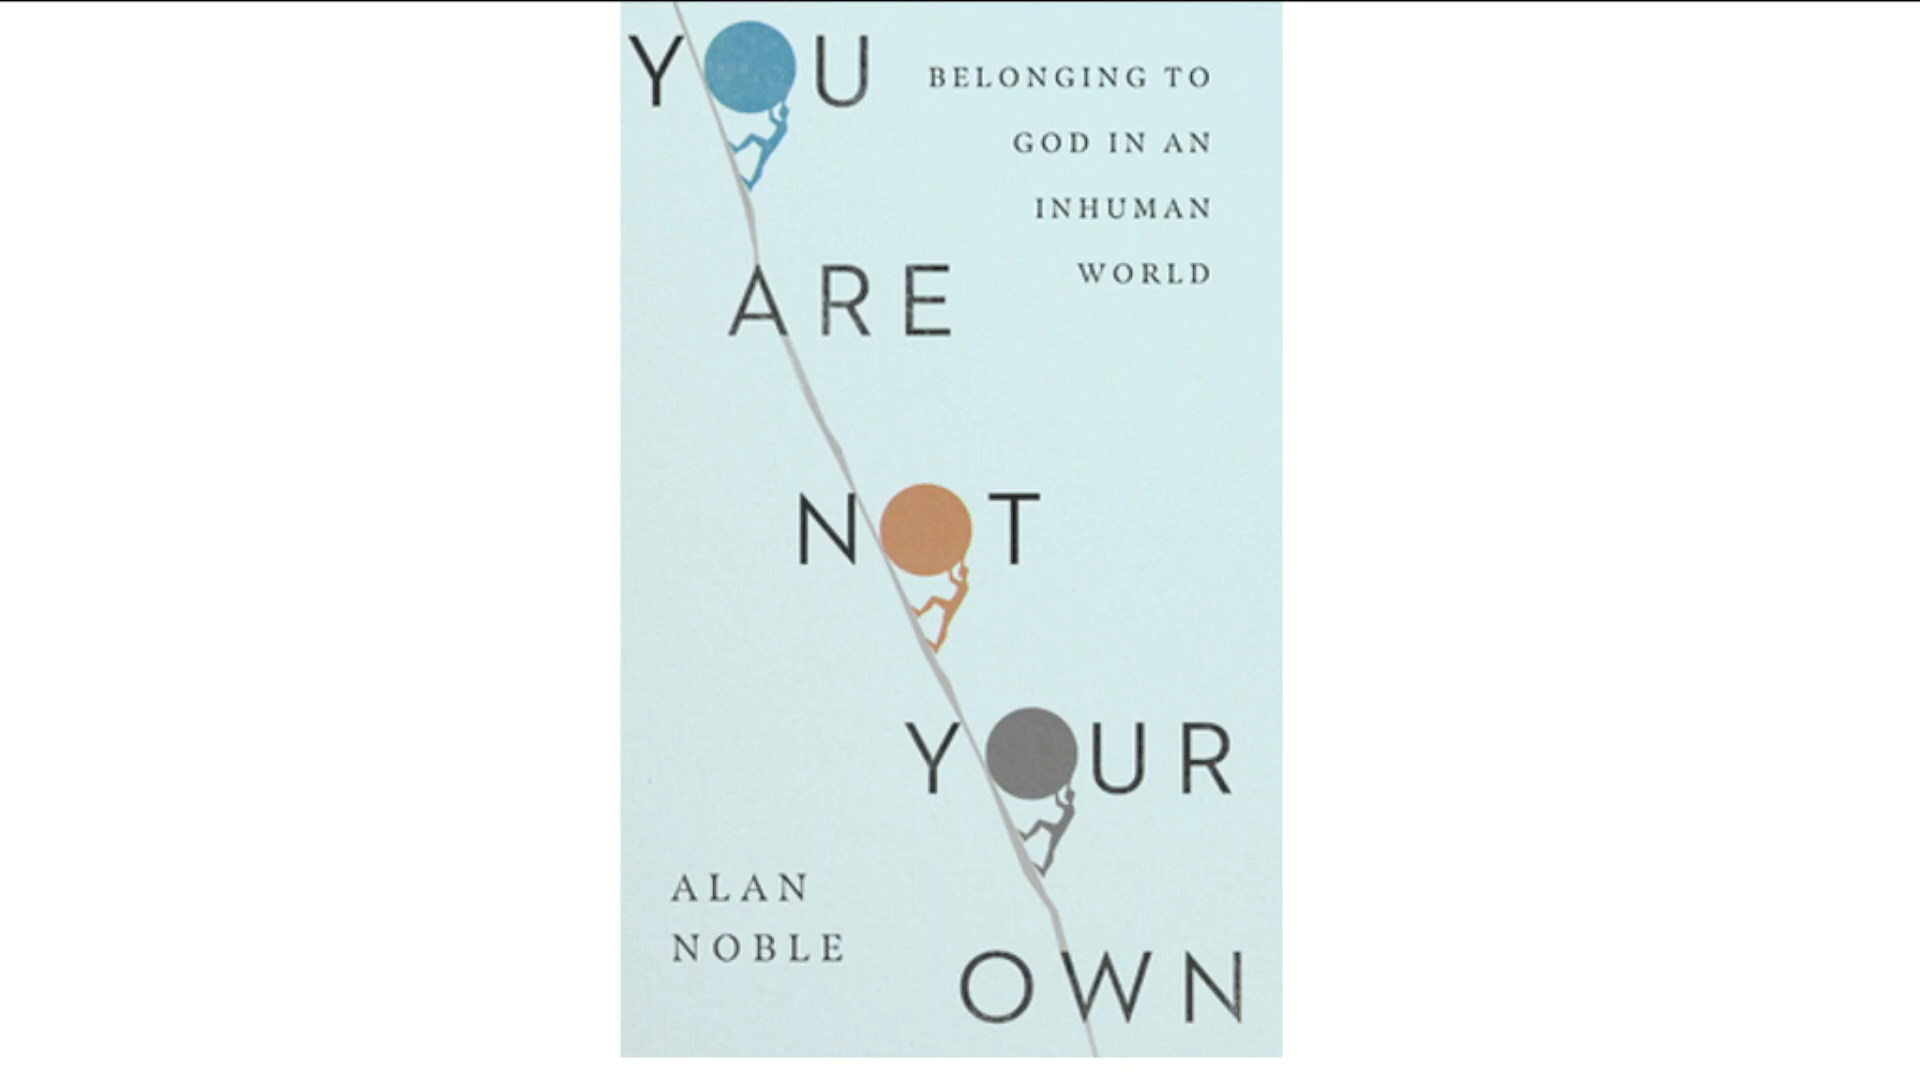 YOU
BELONGING TO
GOD IN AN
INHUMAN
WORLD
ARE
NOT
YOUR
ALAN
NOBLE
OWN